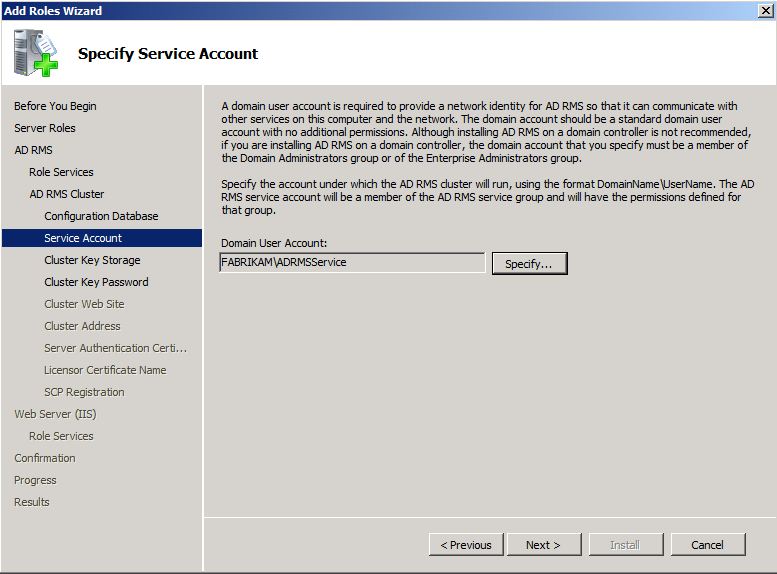 Add Roles Wizard
Specify Service Account
Before You Begin
Server Roles
AD RMS
Role Services
AD RMS Cluster
Configuration Database
Service Account
Cluster Key Storage
Cluster Key Password
Cluster Web Site
Cluster Address
Server Authentication Certi...
Licensor Certificate Name
SCP Registration
Web Server (IIS)
Role Services
Confirmation
Progress
Results
A domain user account is required to provide a network identity for AD RMS so that it can communicate with
other services on this computer and the network. The domain account should be a standard domain user
account with no additional permissions. Although installing AD RMS on a domain controller is not recommended,
if you are installing AD RMS on a domain controller, the domain account that you specify must be a member of
the Domain Administrators group or of the Enterprise Administrators group.
Specify the account under which the AD RMS cluster will run, using the format DomainName\UserName. The AD
RMS service account will be a member of the AD RMS service group and will have the permissions defined for
that group.
Domain User Account:
FABRIKAM\ADRMSService
Specify...
< Previous
Next >
Install
Cancel